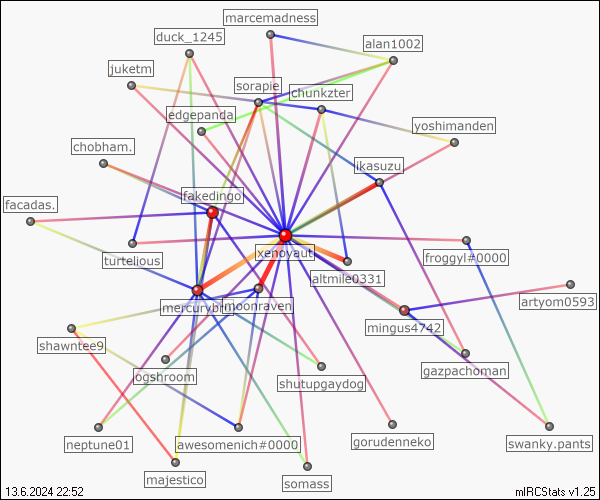 marcemadness
duck_1245
alan1002
juketm
sorapie
chunkzter
edgepanda
yoshimanden
chobham.
ikasuzu
fakedingo
facadas.
turtelious
xenoyaut
froggyl#0000
altmile0331
artyom0593
mercurybtw
moonraven
mingus4742
shawntee9
ogshroom
shutupgaydog
gazpachoman
neptune01
awesomenich#0000
gorudenneko
swanky.pants
majestico
somass
13.6.2024 22:52
mIRCStats v1.25